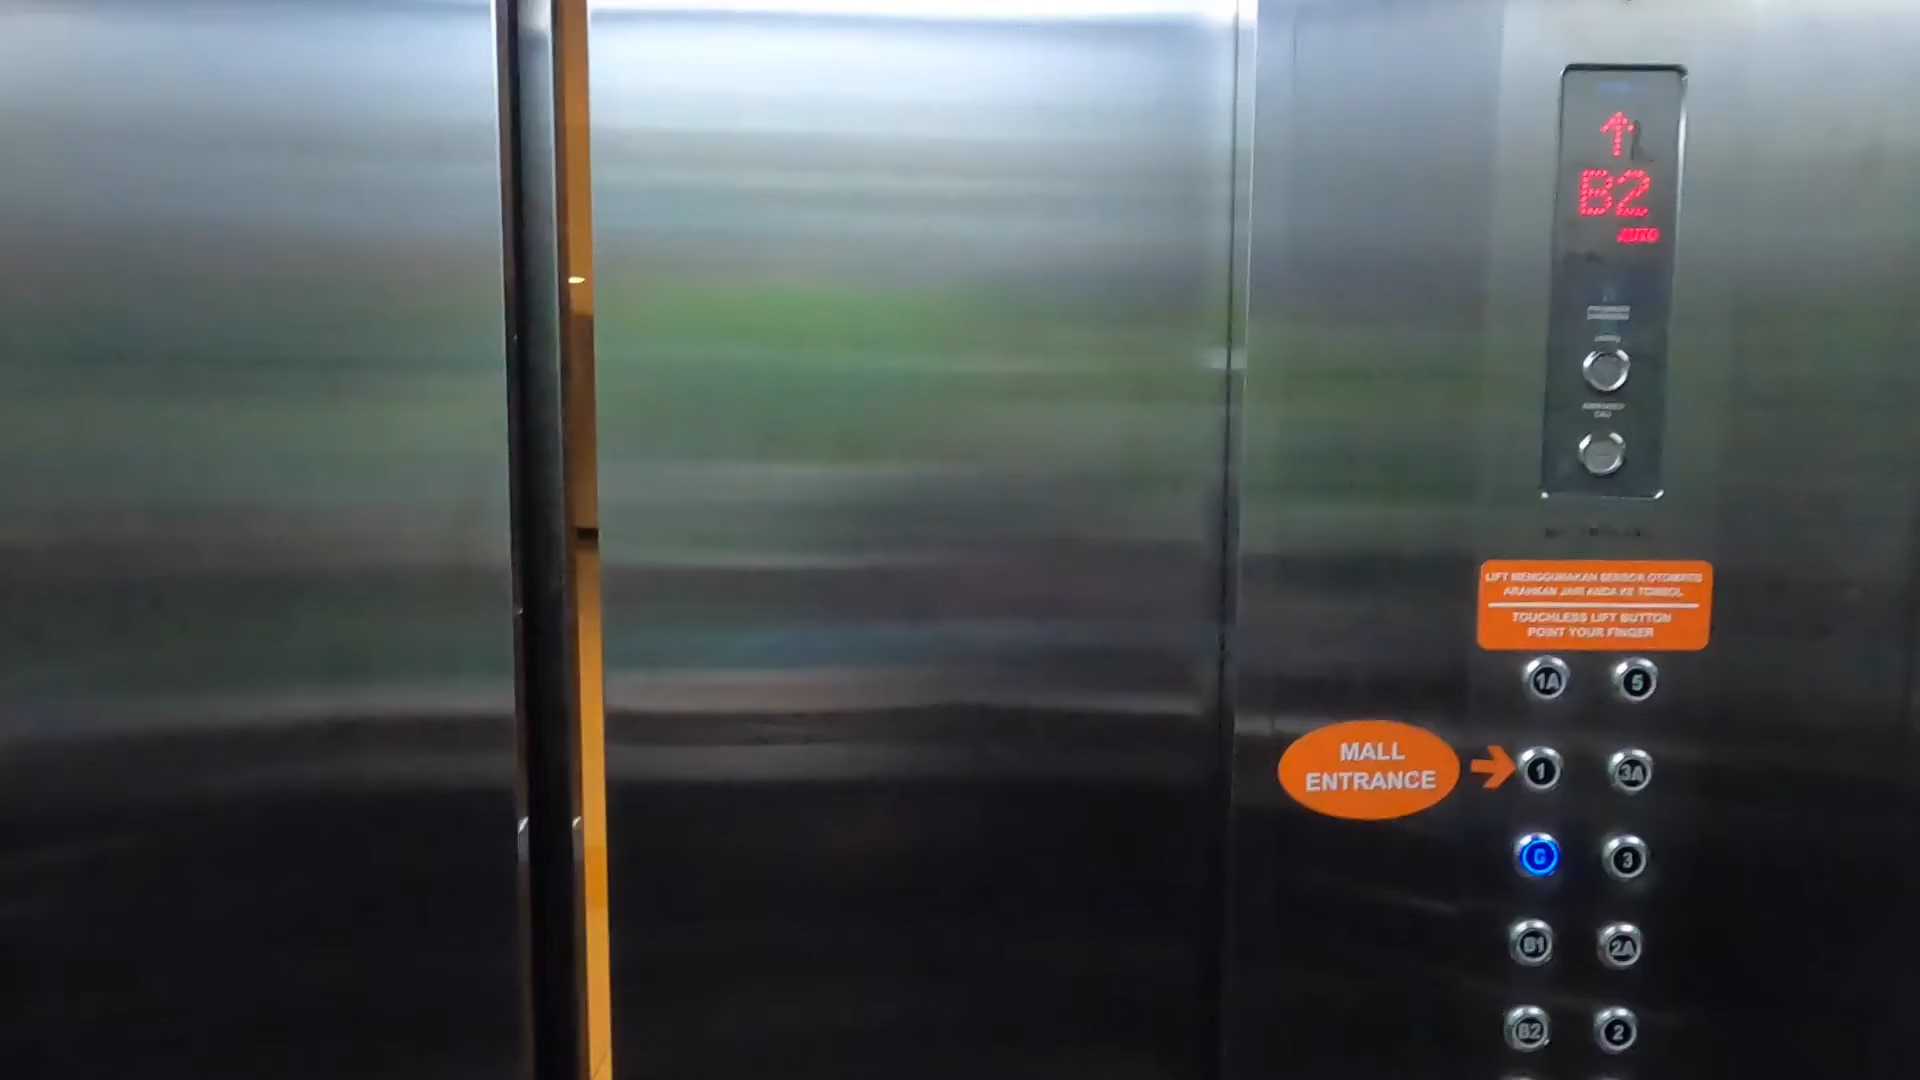 ↑
B2
AUTO
LIFT MENGGUNAKAN SENSOR OTOMATIS
ARAHKAN JARI ANDA KE TOMBOL
TOUCHLESS LIFT BUTTON
POINT YOUR FINGER
1A 5
MALL
ENTRANCE
1 3A
G 3
B1 2A
B2 2